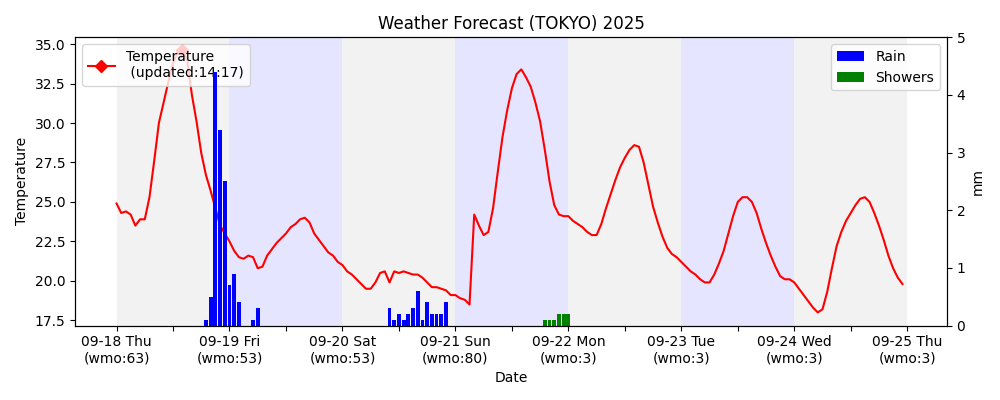 Weather Forecast (TOKYO) 2025
Temperature
(updated:14:17)
Rain
Showers
35.0
32.5
30.0
27.5
25.0
22.5
20.0
17.5
Temperature
5
4
3
2
1
0
mm
09-18 Thu
(wmo:63)
09-19 Fri
(wmo:53)
09-20 Sat
(wmo:53)
09-21 Sun
(wmo:80)
09-22 Mon
(wmo:3)
09-23 Tue
(wmo:3)
09-24 Wed
(wmo:3)
09-25 Thu
(wmo:3)
Date